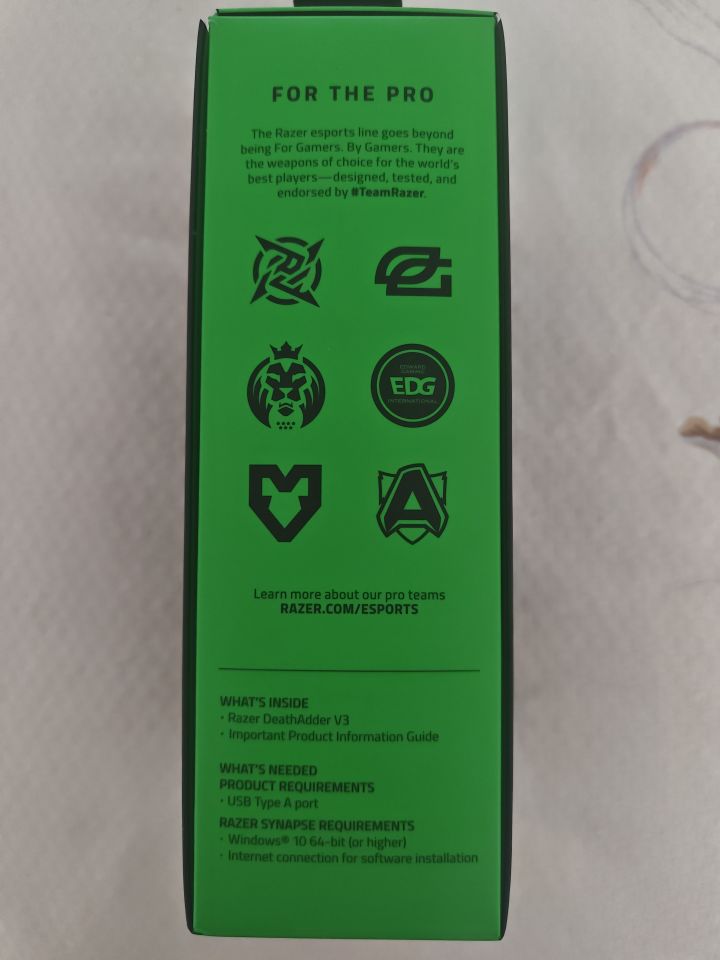 FOR THE PRO
The Razer esports line goes beyond
being For Gamers. By Gamers. They are
the weapons of choice for the world's
best players—designed, tested, and
endorsed by #TeamRazer.
EDWARD
GAMING
EDG
INTERNATIONAL
A
Learn more about our pro teams
RAZER.COM/ESPORTS
WHAT'S INSIDE
· Razer DeathAdder V3
· Important Product Information Guide
WHAT'S NEEDED
PRODUCT REQUIREMENTS
· USB Type A port
RAZER SYNAPSE REQUIREMENTS
· Windows® 10 64-bit (or higher)
· Internet connection for software installation